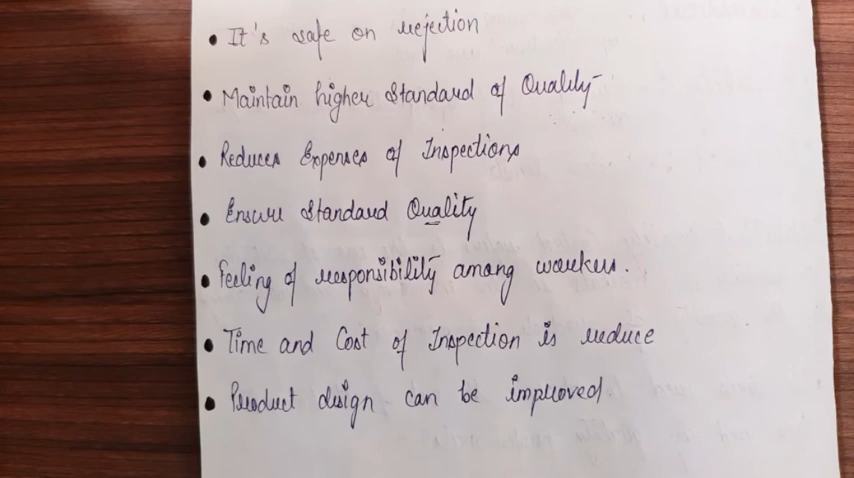 • It's safe on rejection
• Maintain higher Standard of Quality
• Reduces Expenses of Inspections
• Ensure Standard Quality
• Feeling of responsibility among workers.
• Time and Cost of Inspection is reduce
• Product design can be improved